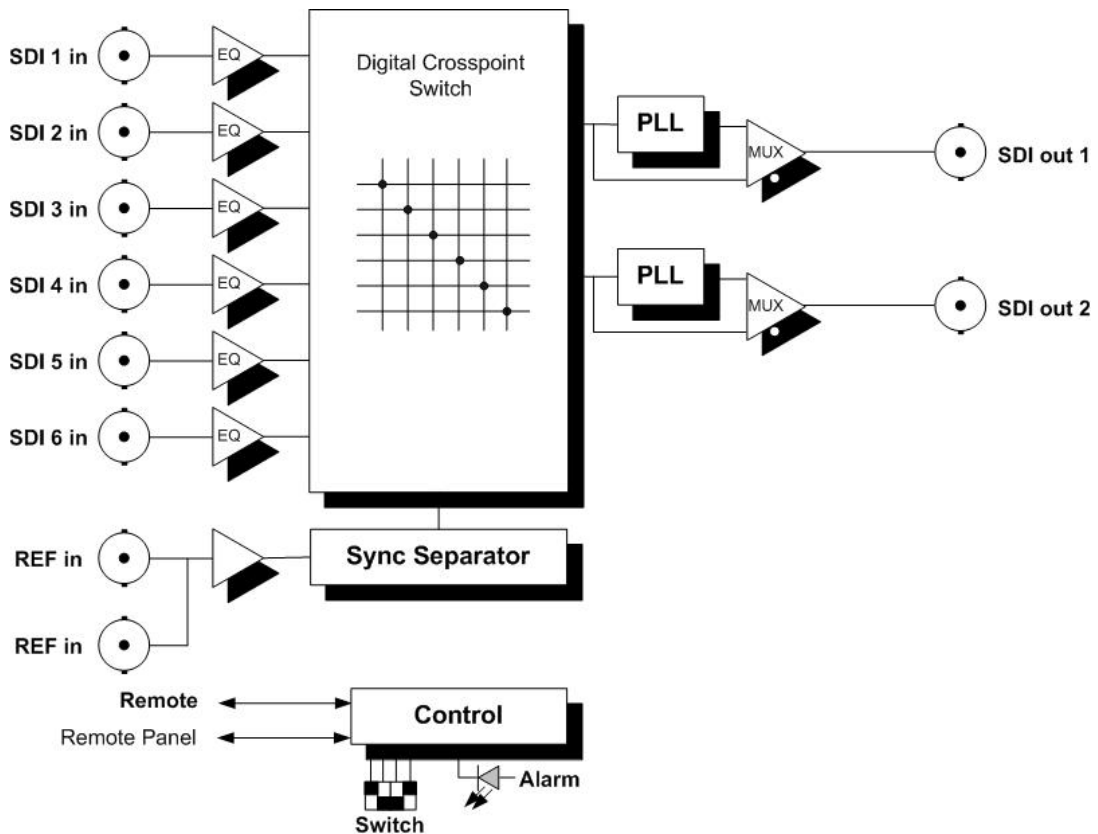 SDI 1 in
EQ
SDI 2 in
EQ
SDI 3 in
EQ
SDI 4 in
EQ
SDI 5 in
EQ
SDI 6 in
EQ
Digital Crosspoint
Switch
PLL
MUX
SDI out 1
PLL
MUX
SDI out 2
REF in
REF in
Sync Separator
Remote
Remote Panel
Control
Switch
Alarm